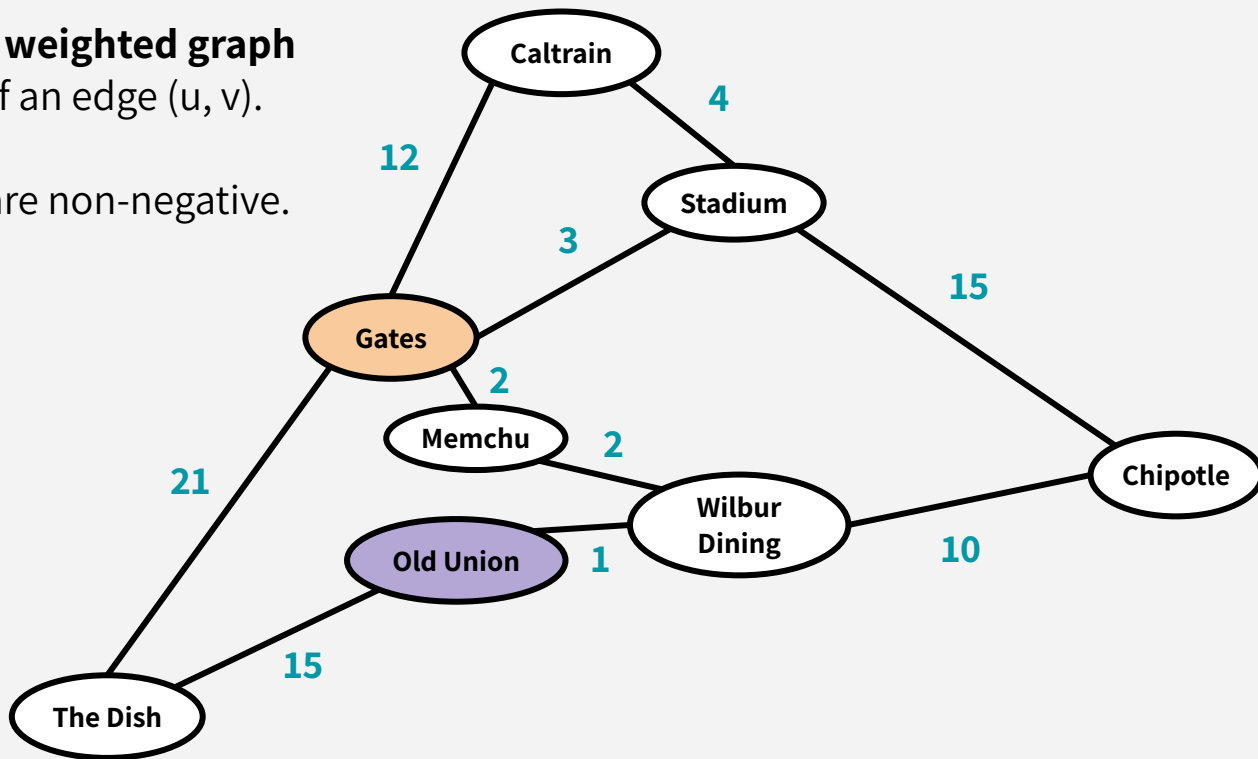 weighted graph
f an edge (u, v).
are non-negative.
Caltrain
4
12
Stadium
3
15
Gates
2
Memchu
2
21
Chipotle
Wilbur
Dining
Old Union
1
10
15
The Dish